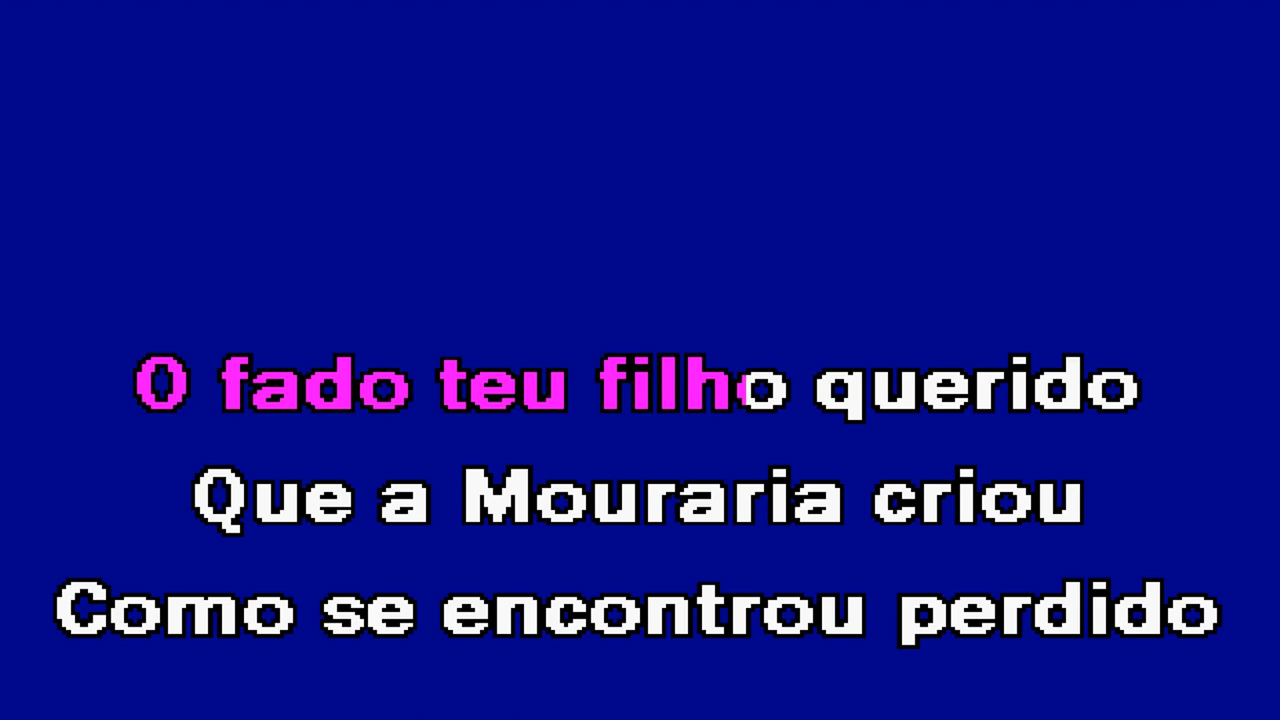 O fado teu filho querido
Que a Mouraria criou
Como se encontrou perdido